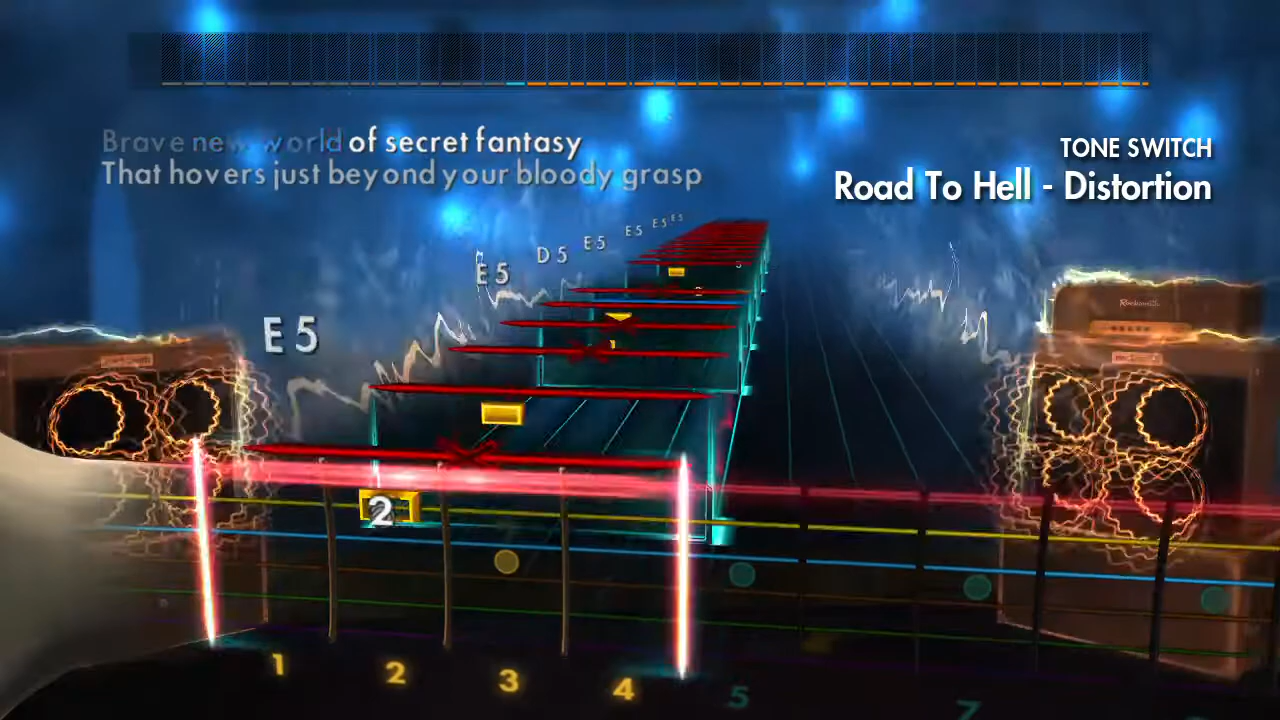 Brave new world of secret fantasy
That hovers just beyond your bloody grasp
TONE SWITCH
Road To Hell - Distortion
E5 D5 E5 E5 E5 E5
E5
2
1 2 3 4 5 7